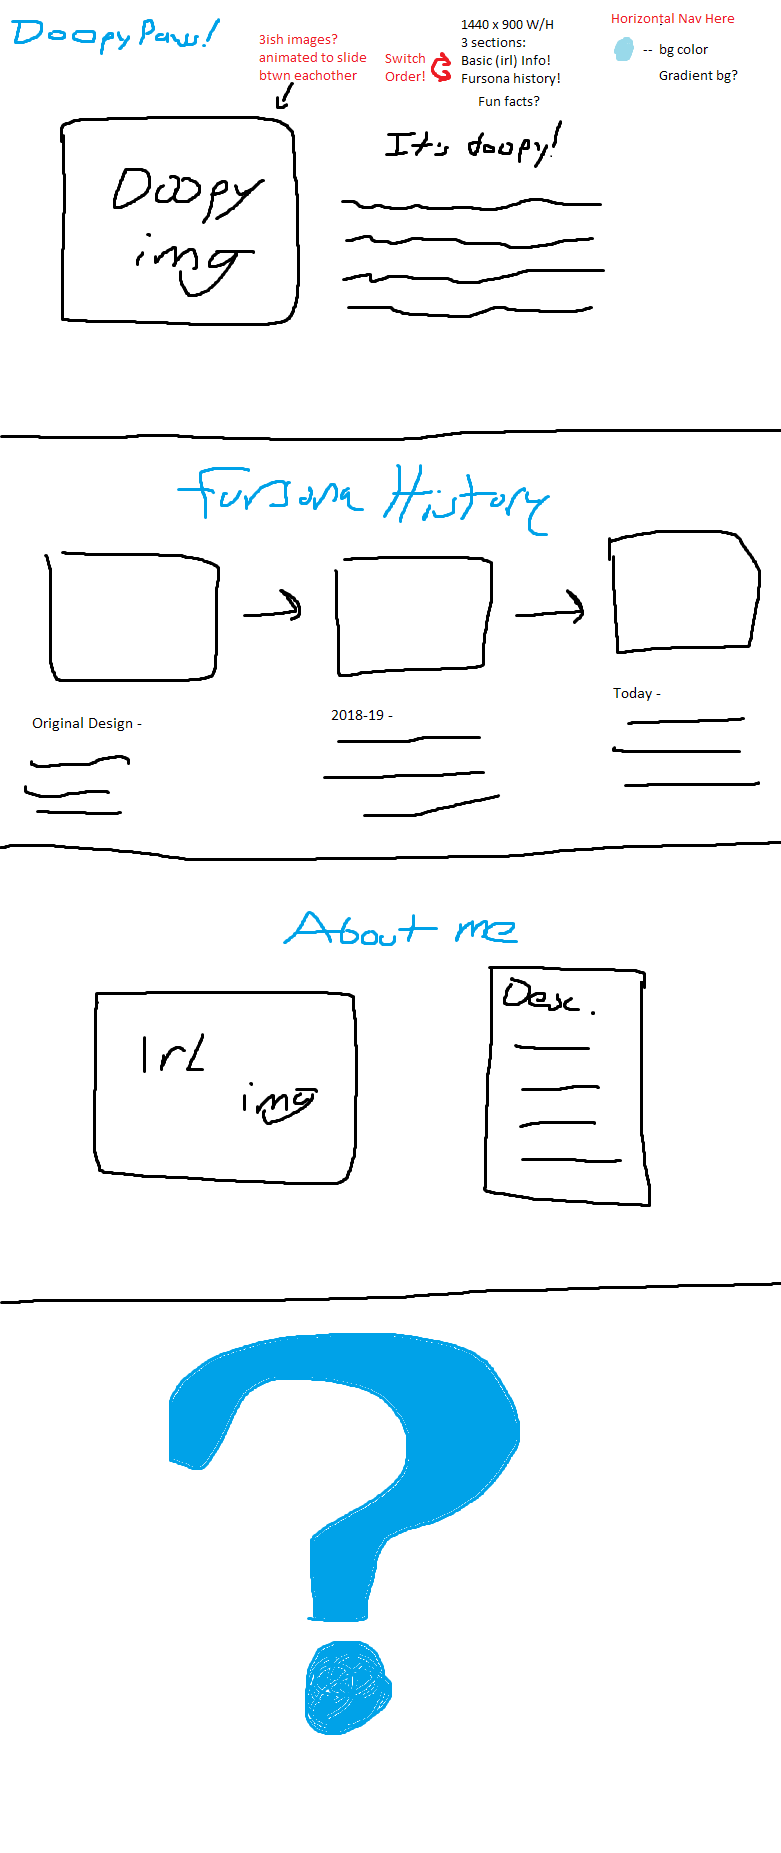 DoopyPaws!
3ish images?
animated to slide
btwn eachother
Switch
Order!
1440 x 900 W/H
3 sections:
Basic (irl) Info!
Fursona history!
Fun facts?
Horizontal Nav Here
-- bg color
Gradient bg?
Doopy
img
It's doopy!
Fursona History
Original Design -
2018-19 -
Today -
About me
Irl
img
Desc.
?